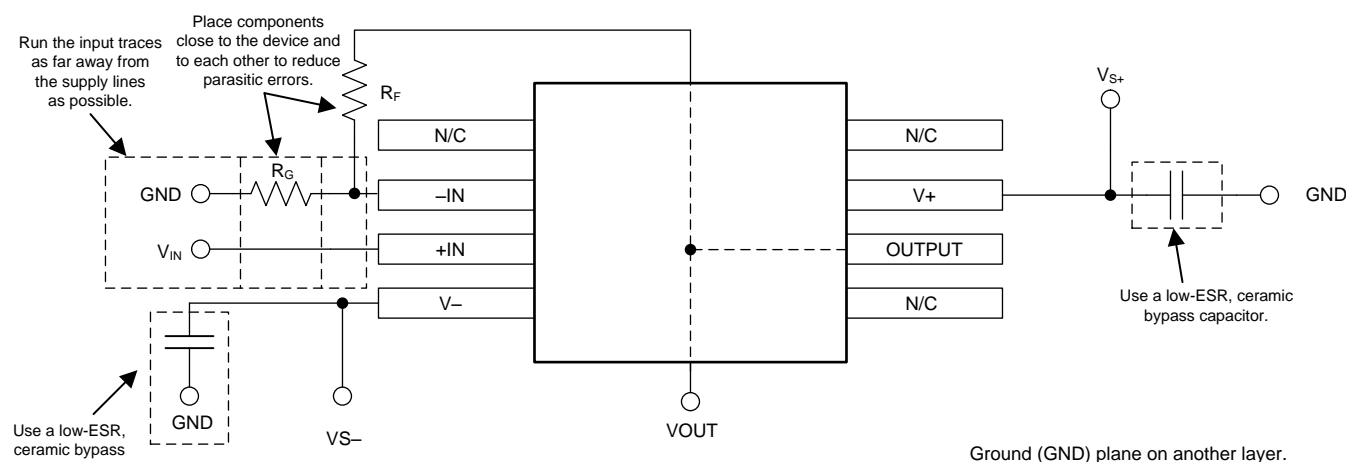 Place components
close to the device and
to each other to reduce
parasitic errors.
Run the input traces
as far away from
the supply lines
as possible.
RF
VS+
N/C
N/C
RG
GND
–IN
V+
GND
VIN
+IN
OUTPUT
V–
N/C
Use a low-ESR, ceramic
bypass capacitor.
GND
VS–
VOUT
Use a low-ESR,
ceramic bypass
Ground (GND) plane on another layer.